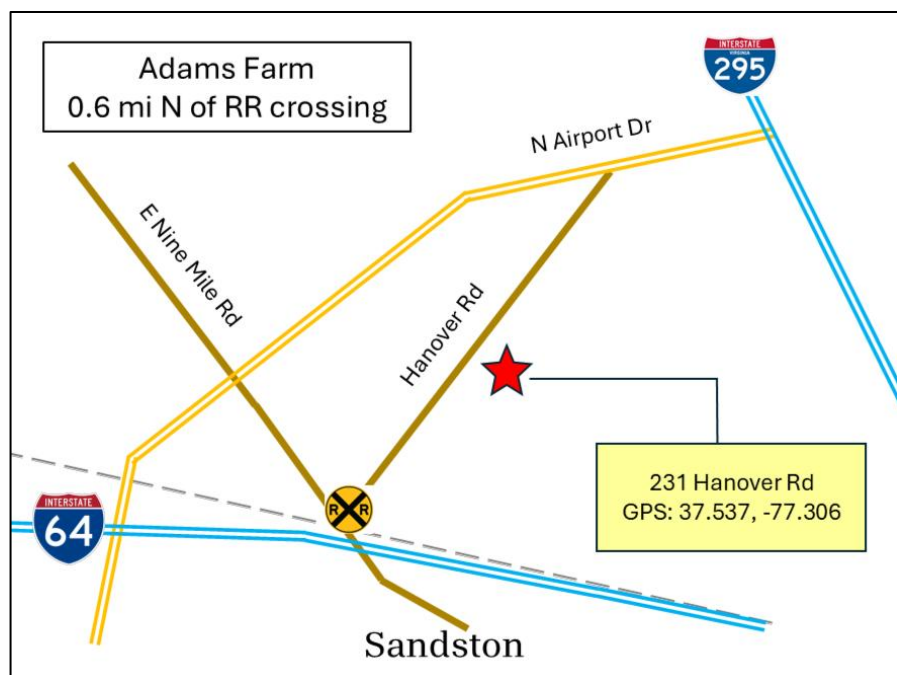 Adams Farm
0.6 mi N of RR crossing
INTERSTATE
VIRGINIA
295
N Airport Dr
E Nine Mile Rd
Hanover Rd
231 Hanover Rd
GPS: 37.537, -77.306
R R
INTERSTATE
64
Sandston